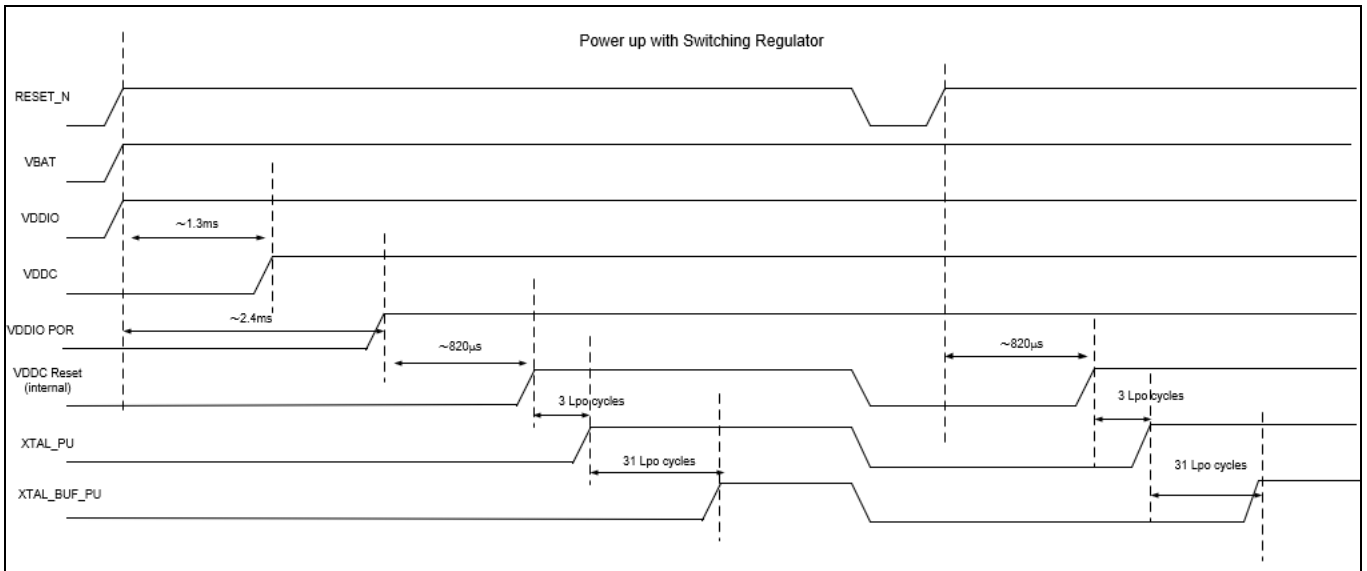 Power up with Switching Regulator
RESET_N
VBAT
VDDIO
~1.3ms
VDDC
~2.4ms
VDDIO POR
~820µs
~820µs
VDDC Reset
(internal)
3 Lpo cycles
3 Lpo cycles
XTAL_PU
31 Lpo cycles
31 Lpo cycles
XTAL_BUF_PU